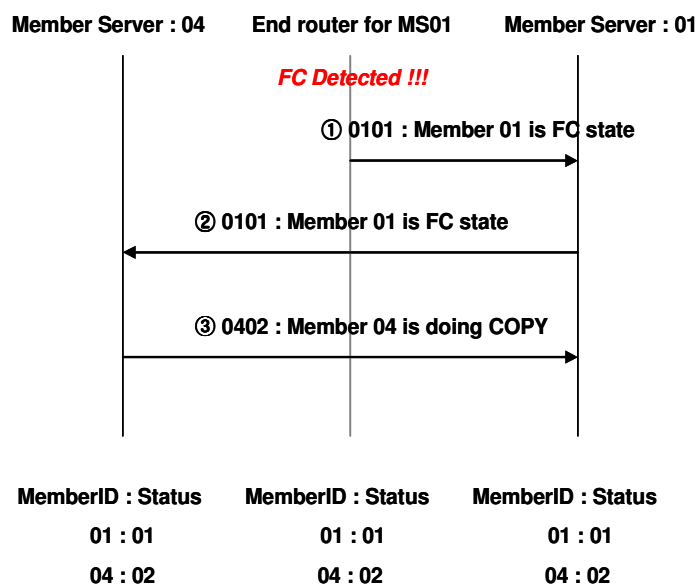 Member Server : 04 End router for MS01 Member Server : 01
FC Detected !!!
① 0101 : Member 01 is FC state
② 0101 : Member 01 is FC state
③ 0402 : Member 04 is doing COPY
MemberID : Status MemberID : Status MemberID : Status
01 : 01 01 : 01 01 : 01
04 : 02 04 : 02 04 : 02